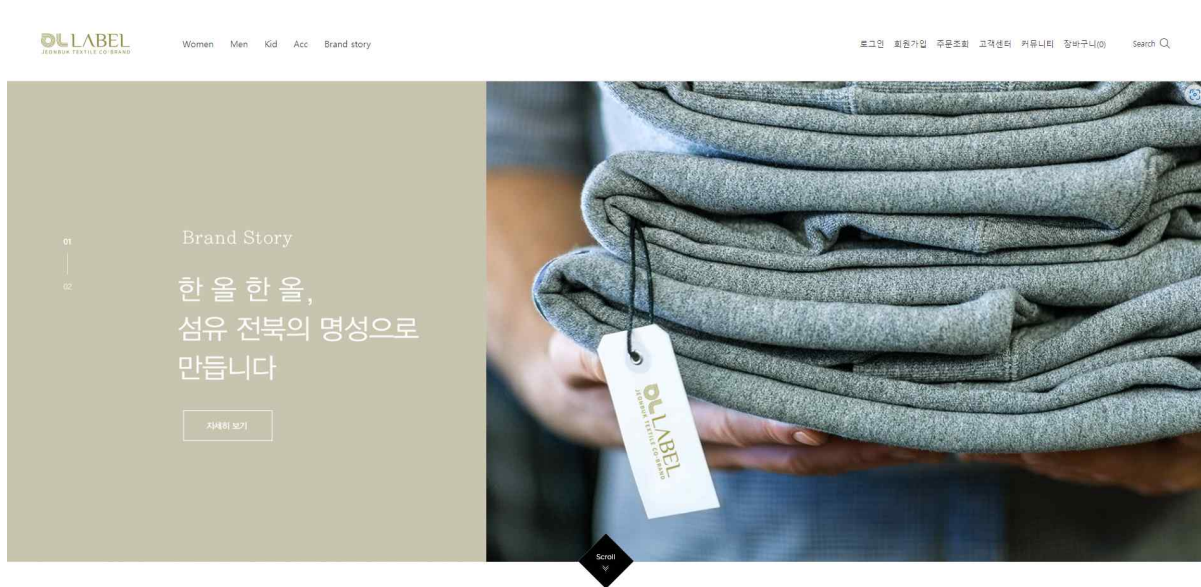 DL LABEL
JEONBUK TEXTILE CO-BRAND
Women Men Kid Acc Brand story
로그인 회원가입 주문조회 고객센터 커뮤니티 장바구니(0) Search
01
02
Brand Story
한 올 한 올,
섬유 전북의 명성으로
만듭니다
자세히 보기
DL LABEL
JEONBUK TEXTILE CO-BRAND
Scroll